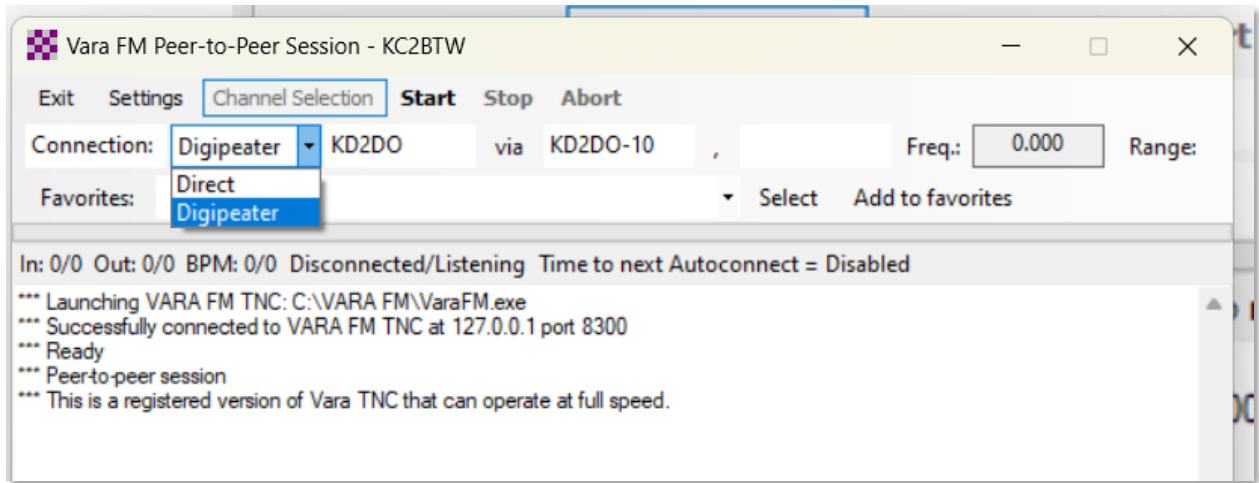 Vara FM Peer-to-Peer Session - KC2BTW
Exit Settings Channel Selection Start Stop Abort
Connection: Digipeater KD2DO via KD2DO-10 , Freq.: 0.000 Range:
Direct
Favorites: Select Add to favorites
Digipeater
In: 0/0 Out: 0/0 BPM: 0/0 Disconnected/Listening Time to next Autoconnect = Disabled
*** Launching VARA FM TNC: C:\VARA FM\VaraFM.exe
*** Successfully connected to VARA FM TNC at 127.0.0.1 port 8300
*** Ready
*** Peer-to-peer session
*** This is a registered version of Vara TNC that can operate at full speed.